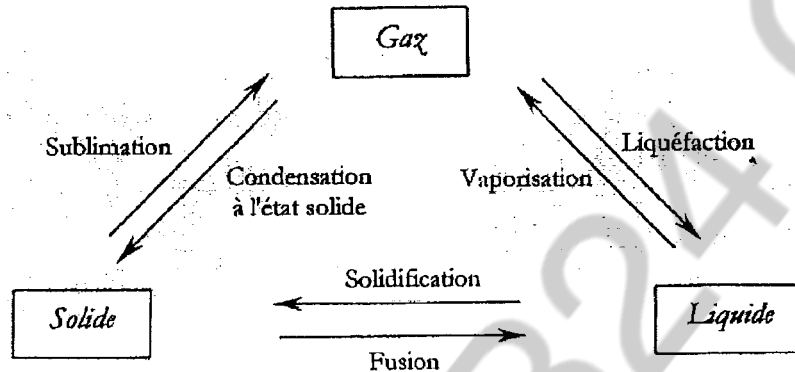 Gaz
Sublimation
Liquéfaction
Condensation
à l'état solide
Vaporisation
Solidification
Solide
Liquide
Fusion